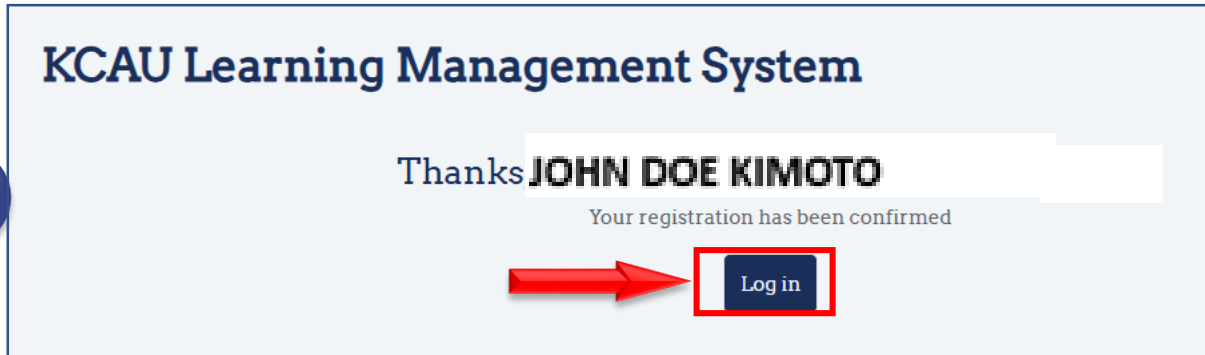 KCAU Learning Management System
Thanks JOHN DOE KIMOTO
Your registration has been confirmed
Log in